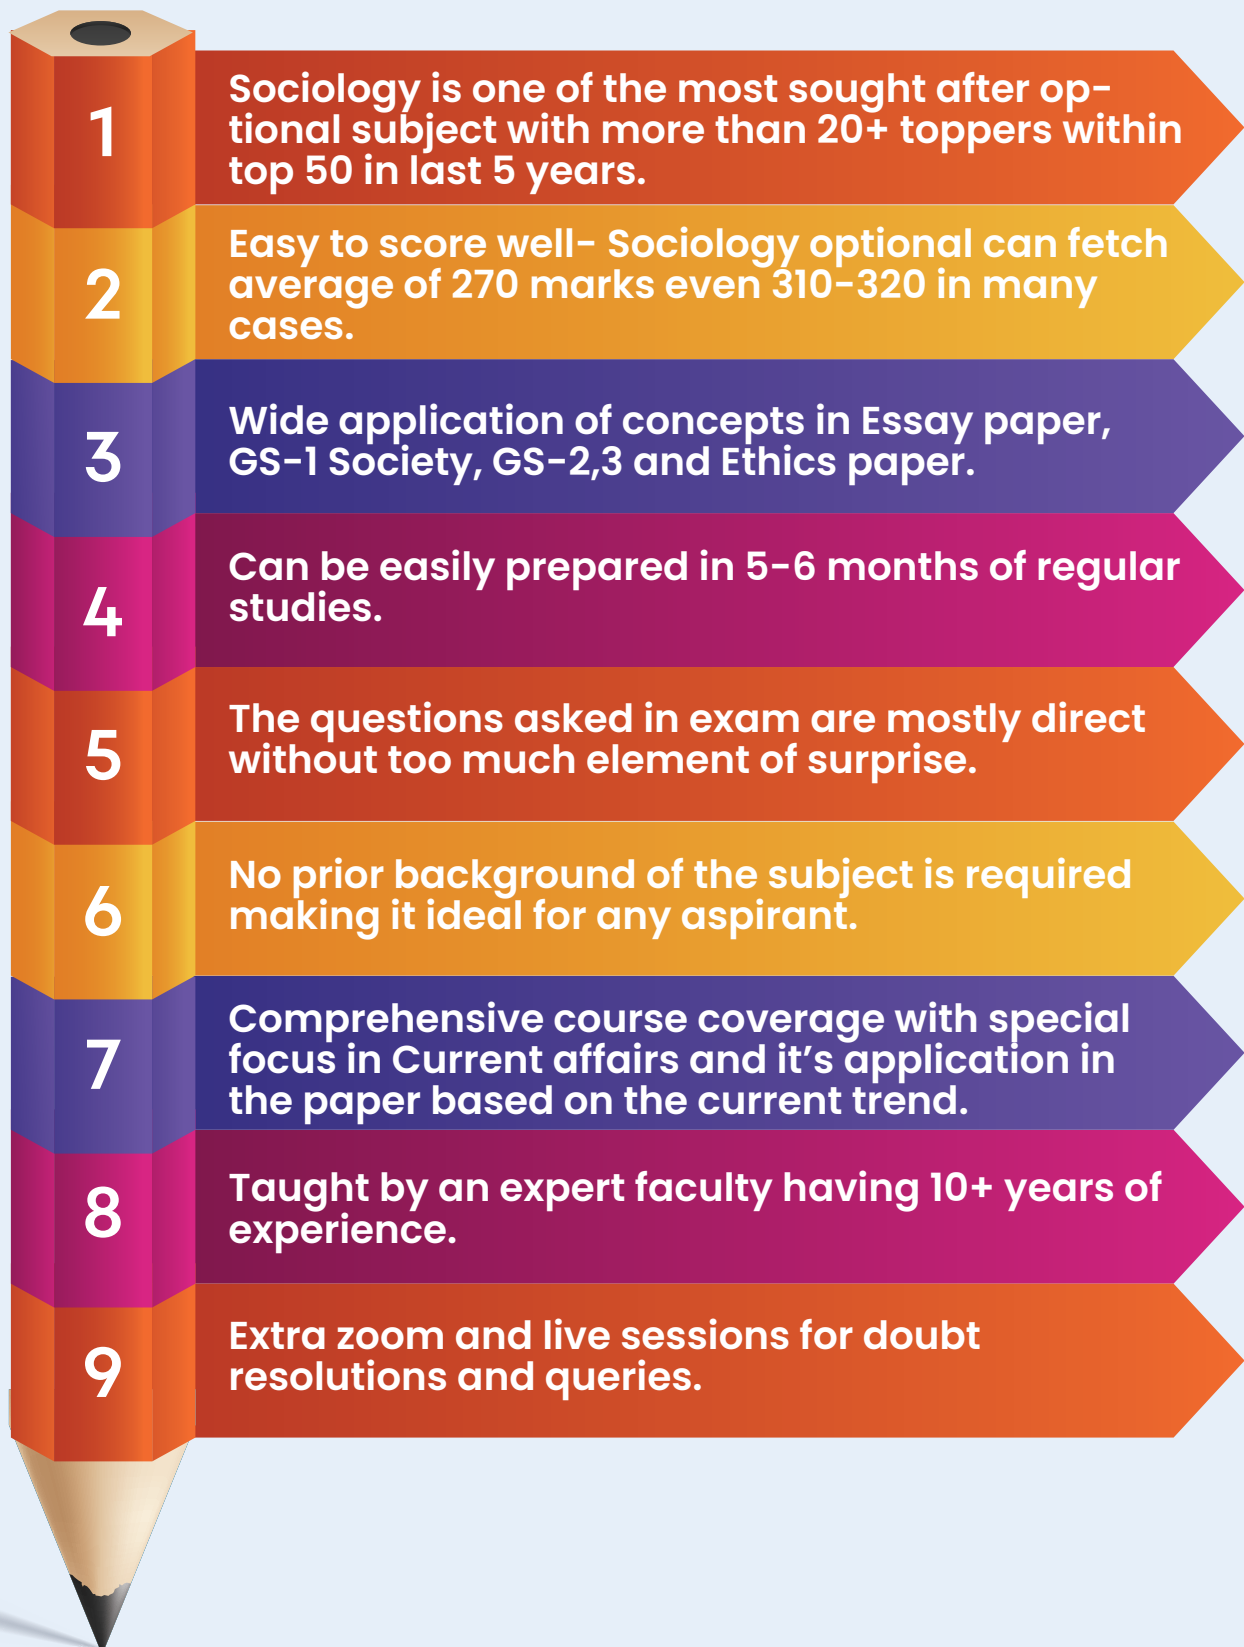 1
Sociology is one of the most sought after op-
tional subject with more than 20+ toppers within
top 50 in last 5 years.
2
Easy to score well- Sociology optional can fetch
average of 270 marks even 310-320 in many
cases.
3
Wide application of concepts in Essay paper,
GS-1 Society, GS-2,3 and Ethics paper.
4
Can be easily prepared in 5-6 months of regular
studies.
5
The questions asked in exam are mostly direct
without too much element of surprise.
6
No prior background of the subject is required
making it ideal for any aspirant.
7
Comprehensive course coverage with special
focus in Current affairs and it's application in
the paper based on the current trend.
8
Taught by an expert faculty having 10+ years of
experience.
9
Extra zoom and live sessions for doubt
resolutions and queries.